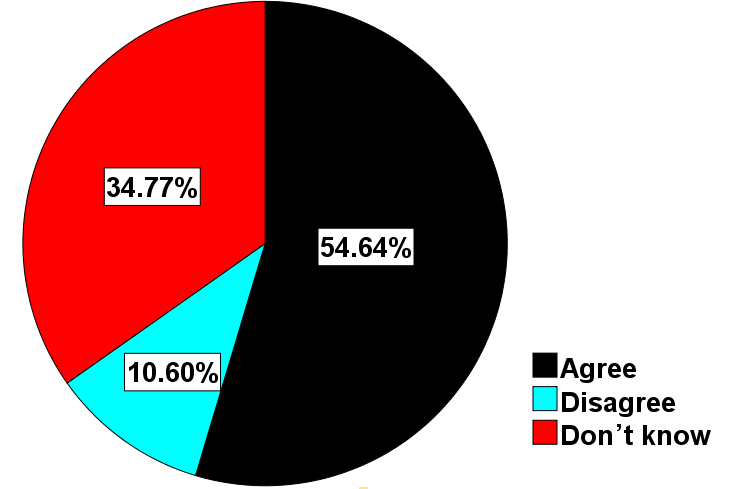 34.77%
54.64%
10.60%
Agree
Disagree
Don’t know